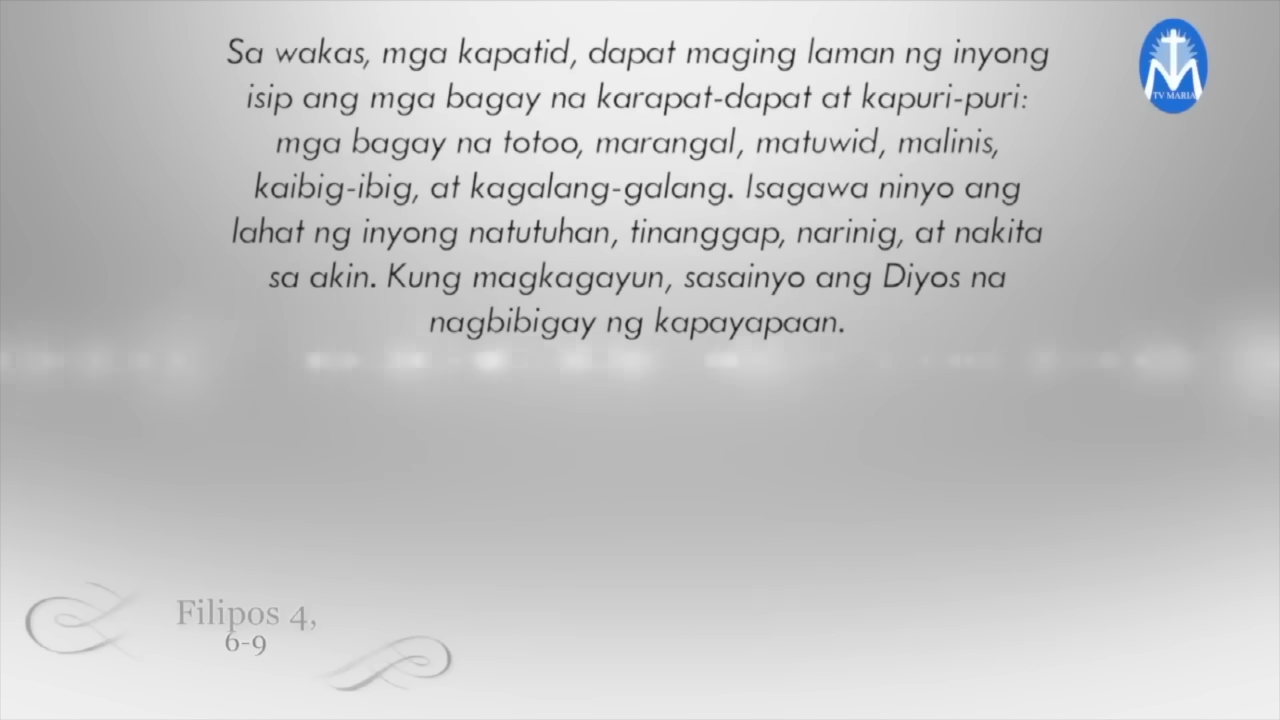 Sa wakas, mga kapatid, dapat maging laman ng inyong
isip ang mga bagay na karapat-dapat at kapuri-puri:
mga bagay na totoo, marangal, matuwid, malinis,
kaibig-ibig, at kagalang-galang. Isagawa ninyo ang
lahat ng inyong natutuhan, tinanggap, narinig, at nakita
sa akin. Kung magkagayun, sasainyo ang Diyos na
nagbibigay ng kapayapaan.
TV MARIA
Filipos 4,
6-9